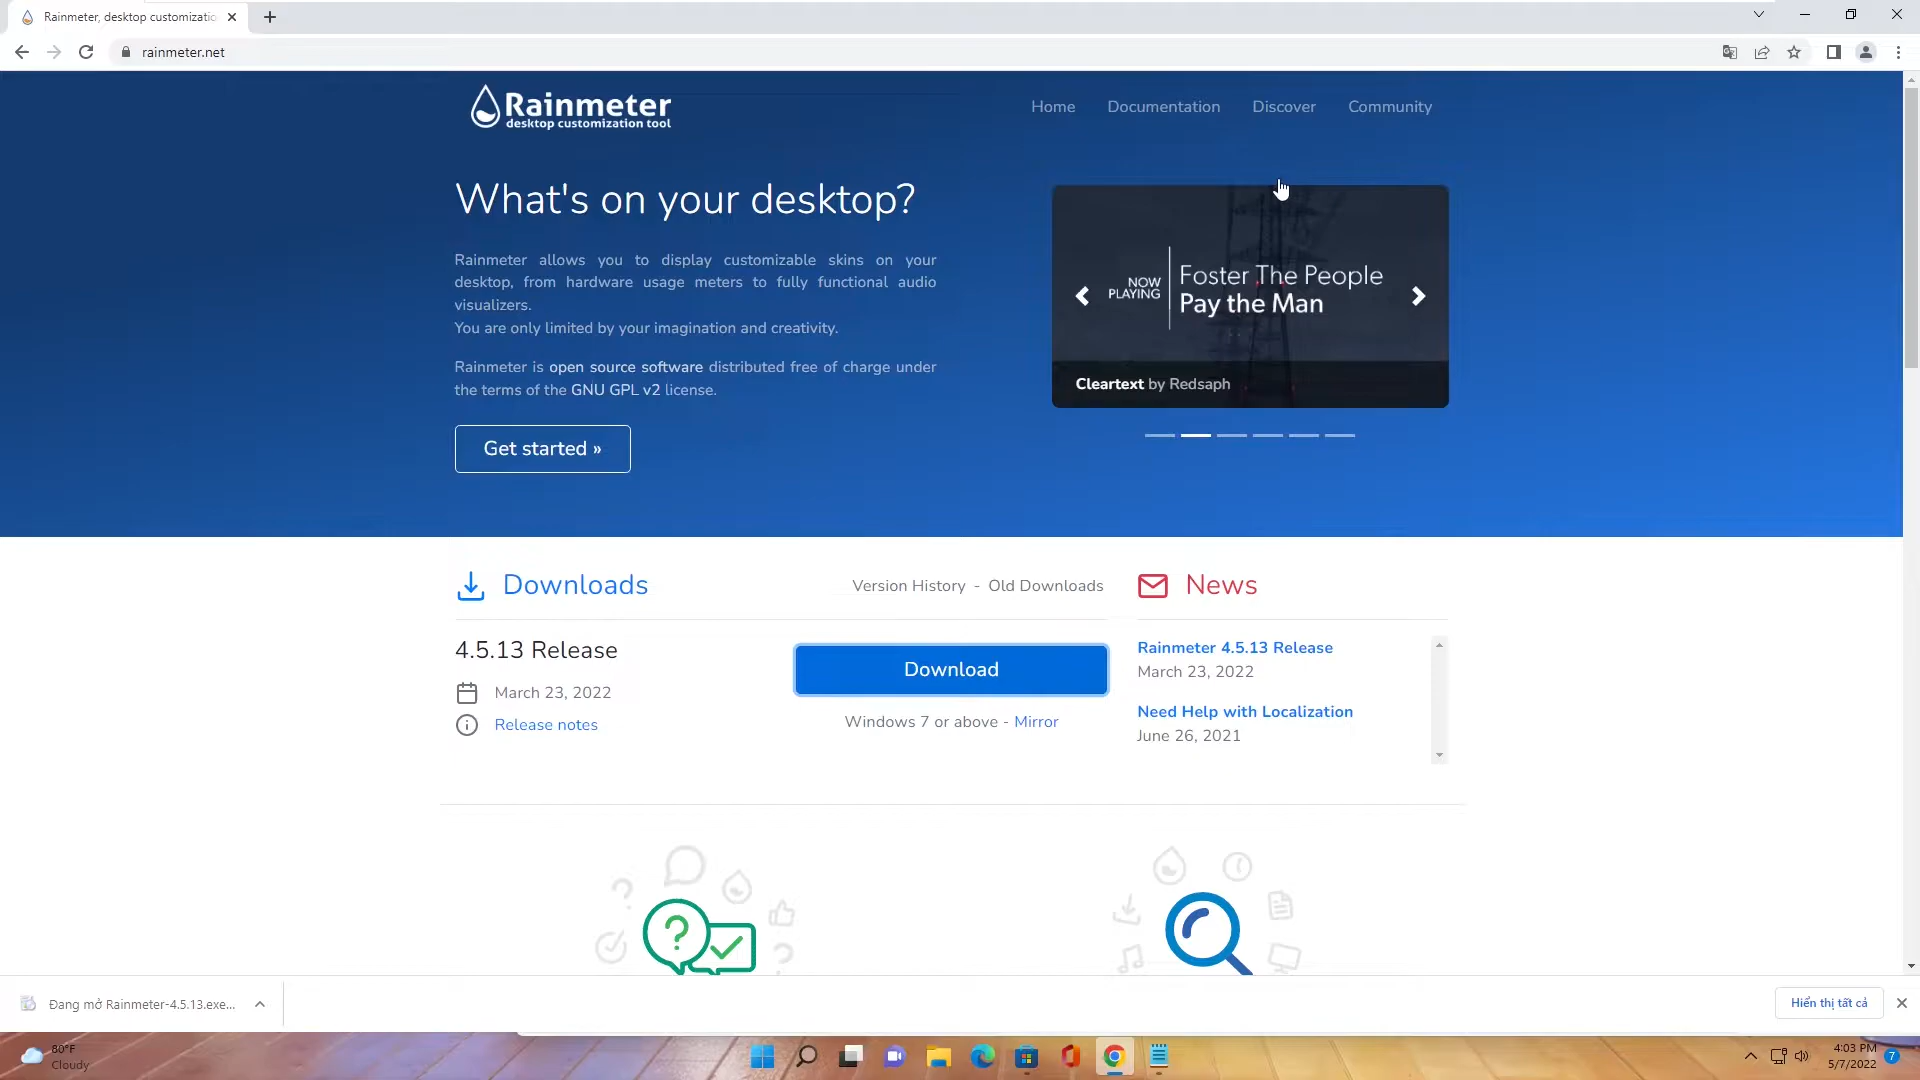 Rainmeter, desktop customizatio
rainmeter.net
Rainmeter
desktop customization tool
Home
Documentation
Discover
Community
What's on your desktop?
Rainmeter allows you to display customizable skins on your
desktop, from hardware usage meters to fully functional audio
visualizers.
You are only limited by your imagination and creativity.
Rainmeter is open source software distributed free of charge under
the terms of the GNU GPL v2 license.
Get started »
NOW
PLAYING
Foster The People
Pay the Man
Cleartext by Redsaph
Downloads
Version History - Old Downloads
4.5.13 Release
March 23, 2022
Release notes
Download
Windows 7 or above - Mirror
News
Rainmeter 4.5.13 Release
March 23, 2022
Need Help with Localization
June 26, 2021
Đang mở Rainmeter-4.5.13.exe...
Hiển thị tất cả
80°F
Cloudy
4:03 PM
5/7/2022
7